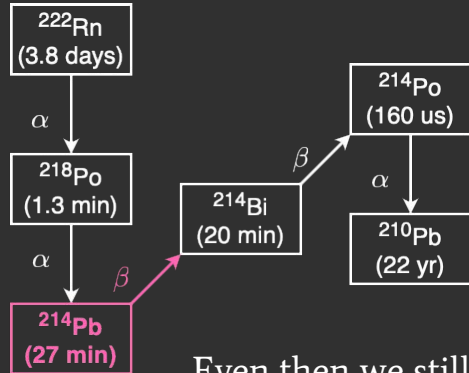 ²²²Rn
(3.8 days)
α
²¹⁸Po
(1.3 min)
α
²¹⁴Pb
(27 min)
β
²¹⁴Bi
(20 min)
β
²¹⁴Po
(160 us)
α
²¹⁰Pb
(22 yr)
Even then we still